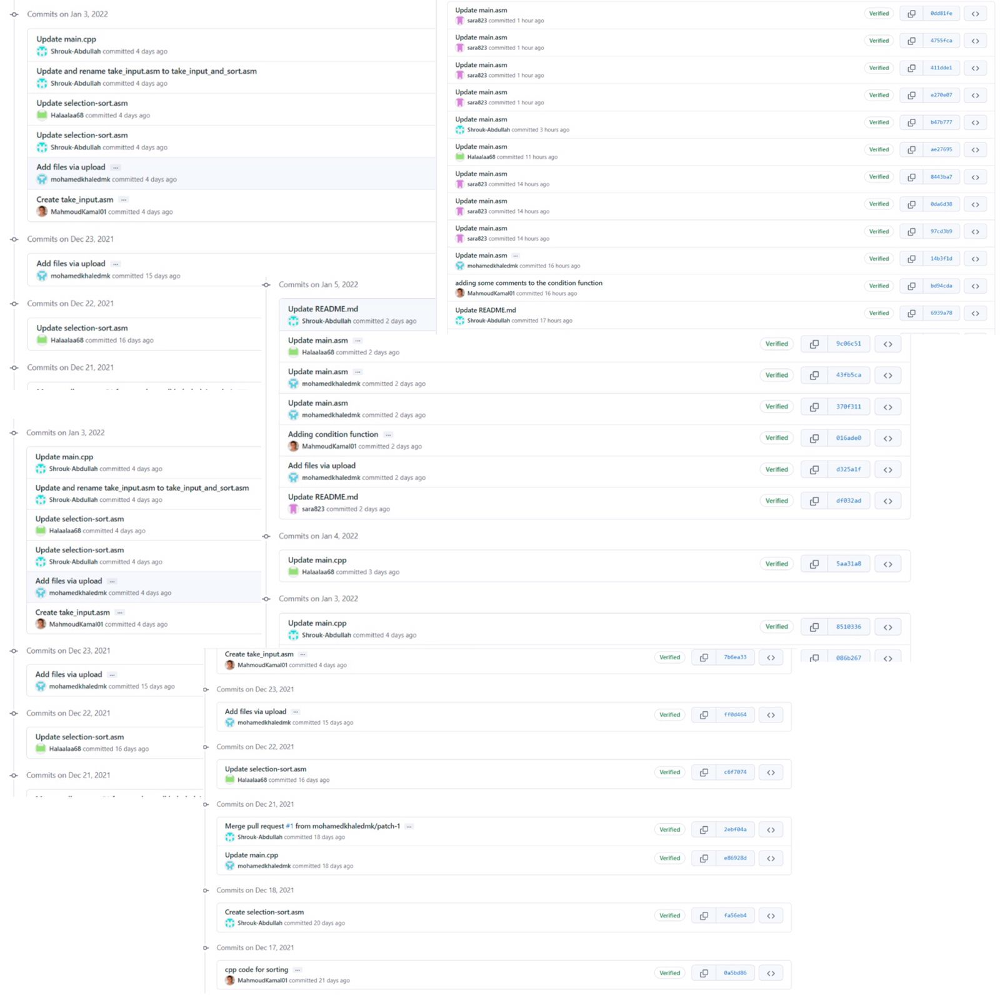 Commits on Jan 3, 2022
Update main.cpp
Shrouk-Abdullah committed 4 days ago
Update and rename take_input.asm to take_input_and_sort.asm
Shrouk-Abdullah committed 4 days ago
Update selection-sort.asm
Halaalaa68 committed 4 days ago
Update selection-sort.asm
Shrouk-Abdullah committed 4 days ago
Add files via upload ...
mohamedkhaledmk committed 4 days ago
Create take_input.asm ...
MahmoudKamal01 committed 4 days ago
Commits on Dec 23, 2021
Add files via upload ...
mohamedkhaledmk committed 15 days ago
Commits on Dec 22, 2021
Update selection-sort.asm
Halaalaa68 committed 16 days ago
Commits on Dec 21, 2021
Update main.asm Verified 0dd81fe
sara823 committed 1 hour ago
Update main.asm Verified 4755fca
sara823 committed 1 hour ago
Update main.asm Verified 411dde1
sara823 committed 1 hour ago
Update main.asm Verified e270e07
sara823 committed 1 hour ago
Update main.asm Verified b47b777
Shrouk-Abdullah committed 3 hours ago
Update main.asm Verified ae27695
Halaalaa68 committed 11 hours ago
Update main.asm Verified 8443ba7
sara823 committed 14 hours ago
Update main.asm Verified 0da6d38
sara823 committed 14 hours ago
Update main.asm Verified 97cd3b9
sara823 committed 14 hours ago
Update main.asm ... Verified 14b3f1d
mohamedkhaledmk committed 16 hours ago
adding some comments to the condition function Verified bd94cda
MahmoudKamal01 committed 16 hours ago
Update README.md Verified 6939a78
Shrouk-Abdullah committed 17 hours ago
Commits on Jan 5, 2022
Update README.md
Shrouk-Abdullah committed 2 days ago
Update main.asm ... Verified 9c06c51
Halaalaa68 committed 2 days ago
Update main.asm ... Verified 43fb5ca
mohamedkhaledmk committed 2 days ago
Update main.asm Verified 370f311
mohamedkhaledmk committed 2 days ago
Adding condition function ... Verified 016ade0
MahmoudKamal01 committed 2 days ago
Add files via upload Verified d325a1f
mohamedkhaledmk committed 2 days ago
Update README.md Verified df032ad
sara823 committed 2 days ago
Commits on Jan 4, 2022
Update main.cpp Verified 5aa31a8
Halaalaa68 committed 3 days ago
Commits on Jan 3, 2022
Update main.cpp Verified 8510336
Shrouk-Abdullah committed 4 days ago
086b267
Commits on Jan 3, 2022
Update main.cpp
Shrouk-Abdullah committed 4 days ago
Update and rename take_input.asm to take_input_and_sort.asm
Shrouk-Abdullah committed 4 days ago
Update selection-sort.asm
Halaalaa68 committed 4 days ago
Update selection-sort.asm
Shrouk-Abdullah committed 4 days ago
Add files via upload ...
mohamedkhaledmk committed 4 days ago
Create take_input.asm ...
MahmoudKamal01 committed 4 days ago
Commits on Dec 23, 2021
Add files via upload ...
mohamedkhaledmk committed 15 days ago
Commits on Dec 22, 2021
Update selection-sort.asm
Halaalaa68 committed 16 days ago
Commits on Dec 21, 2021
Create take_input.asm ... Verified 7b6ea33
MahmoudKamal01 committed 4 days ago
Commits on Dec 23, 2021
Add files via upload ... Verified ff0d464
mohamedkhaledmk committed 15 days ago
Commits on Dec 22, 2021
Update selection-sort.asm Verified c6f7074
Halaalaa68 committed 16 days ago
Commits on Dec 21, 2021
Merge pull request #1 from mohamedkhaledmk/patch-1 ... Verified 2ebf04a
Shrouk-Abdullah committed 18 days ago
Update main.cpp Verified e86928d
mohamedkhaledmk committed 18 days ago
Commits on Dec 18, 2021
Create selection-sort.asm Verified fa56eb4
Shrouk-Abdullah committed 20 days ago
Commits on Dec 17, 2021
cpp code for sorting ... Verified 0a5bd86
MahmoudKamal01 committed 21 days ago